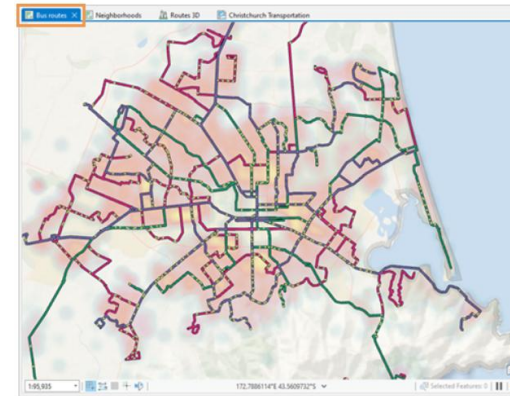 Bus routes Neighborhoods Routes 3D Christchurch Transportation
1:95,935 172.7886114°E 43.5609732°S Selected Features: 0